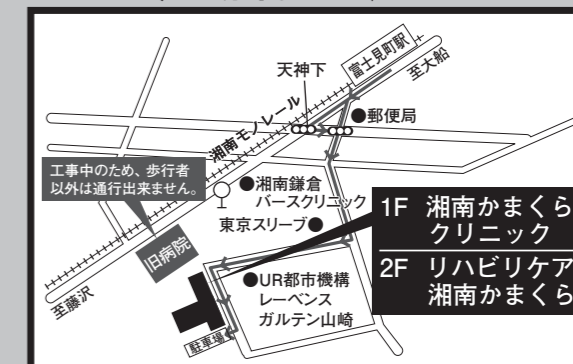 富士見町駅
至大船
天神下
●郵便局
湘南モノレール
工事中のため、歩行者
以外は通行出来ません。
●湘南鎌倉
バースクリニック
東京スリーブ●
旧病院
1F 湘南かまくら
クリニック
2F リハビリケア
湘南かまくら
●UR都市機構
レーベンス
ガルテン山崎
至藤沢
駐車場